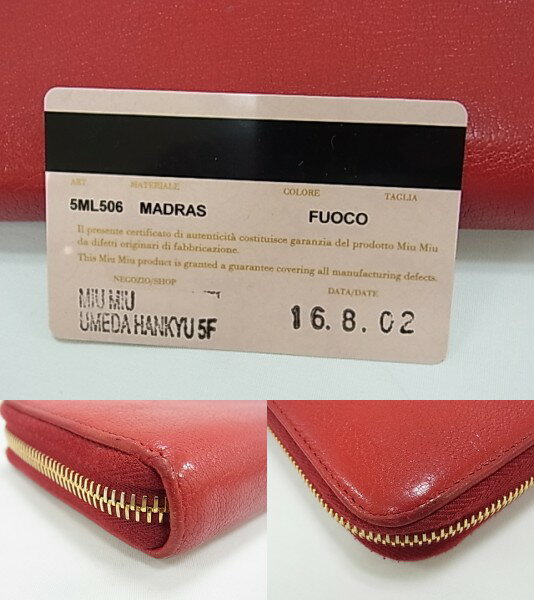 ART MATERIALE COLORE TAGLIA
5ML506 MADRAS FUOCO
Il presente certificato di autenticità costituisce garanzia del prodotto Miu Miu
da difetti originari di fabbricazione.
This Miu Miu product is granted a guarantee covering all manufacturing defects.
NEGOZIO/SHOP DATA/DATE
MIU MIU
UMEDA HANKYU 5F 16.8.02